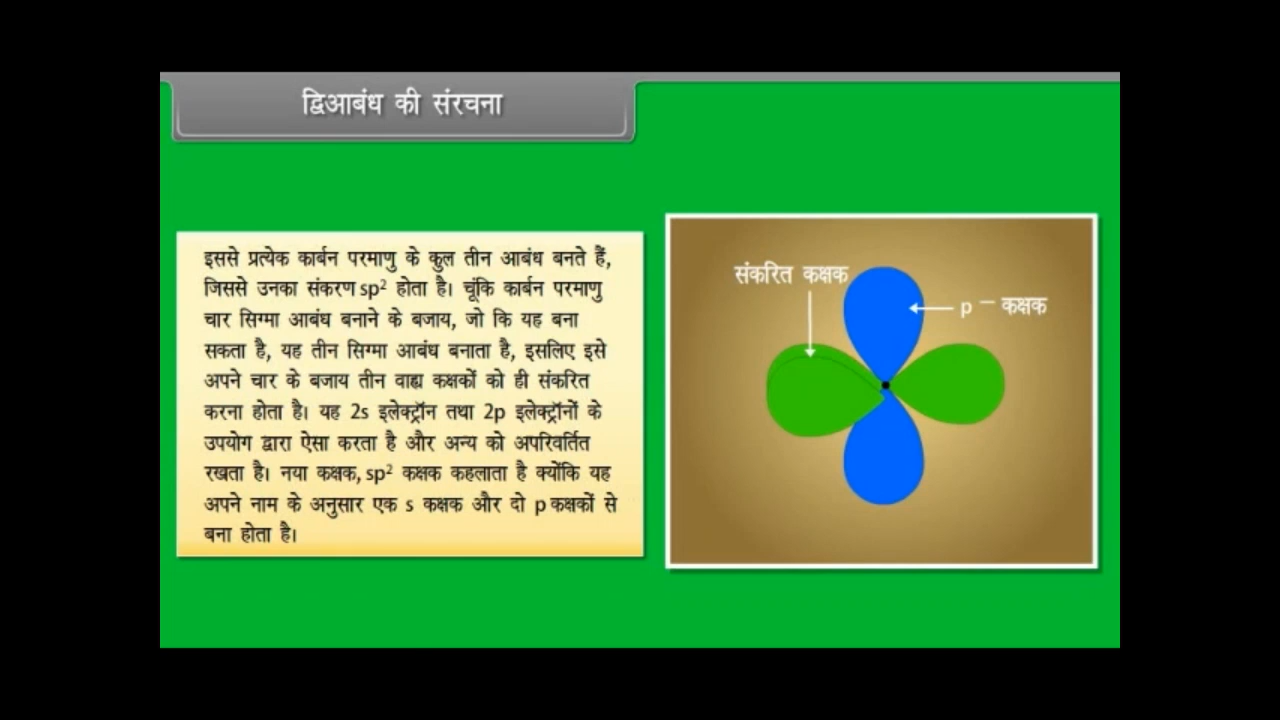 द्विआबंध की संरचना
इससे प्रत्येक कार्बन परमाणु के कुल तीन आबंध बनते हैं,
जिससे उनका संकरण sp² होता है। चूंकि कार्बन परमाणु
चार सिग्मा आबंध बनाने के बजाय, जो कि यह बना
सकता है, यह तीन सिग्मा आबंध बनाता है, इसलिए इसे
अपने चार के बजाय तीन वाह्य कक्षकों को ही संकरित
करना होता है। यह 2s इलेक्ट्रॉन तथा 2p इलेक्ट्रॉनों के
उपयोग द्वारा ऐसा करता है और अन्य को अपरिवर्तित
रखता है। नया कक्षक, sp² कक्षक कहलाता है क्योंकि यह
अपने नाम के अनुसार एक s कक्षक और दो p कक्षकों से
बना होता है।
संकरित कक्षक
p – कक्षक